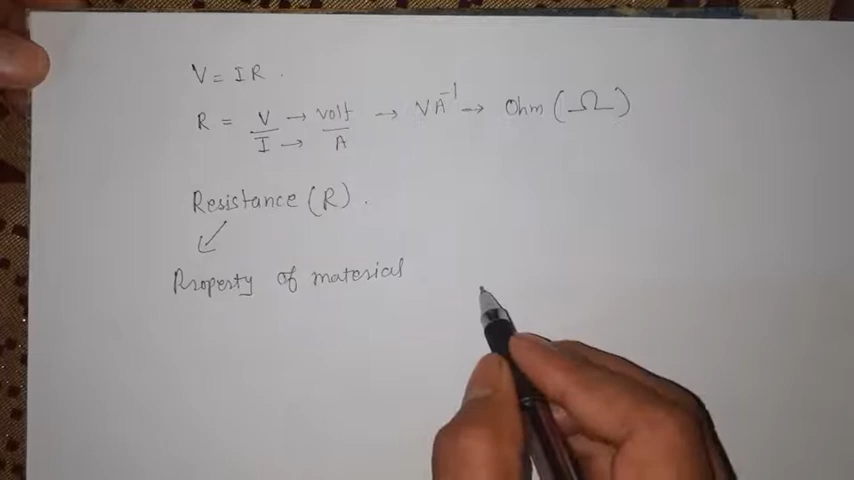 V = IR.
R = V/I → volt/A → VA⁻¹ → Ohm (Ω)
Resistance (R).
Property of material